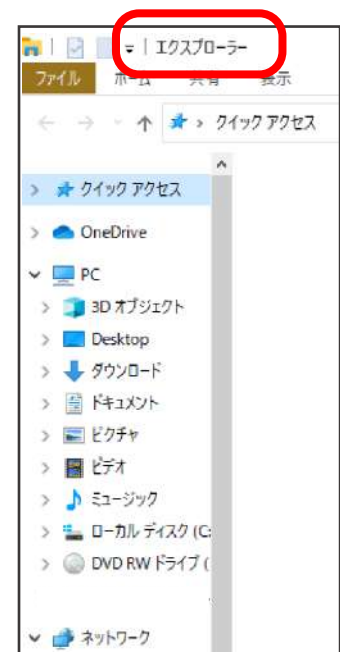 エクスプローラー
ファイル ホーム 共有 表示
クイック アクセス
クイック アクセス
OneDrive
PC
3D オブジェクト
Desktop
ダウンロード
ドキュメント
ピクチャ
ビデオ
ミュージック
ローカル ディスク (C:
DVD RW ドライブ (
ネットワーク